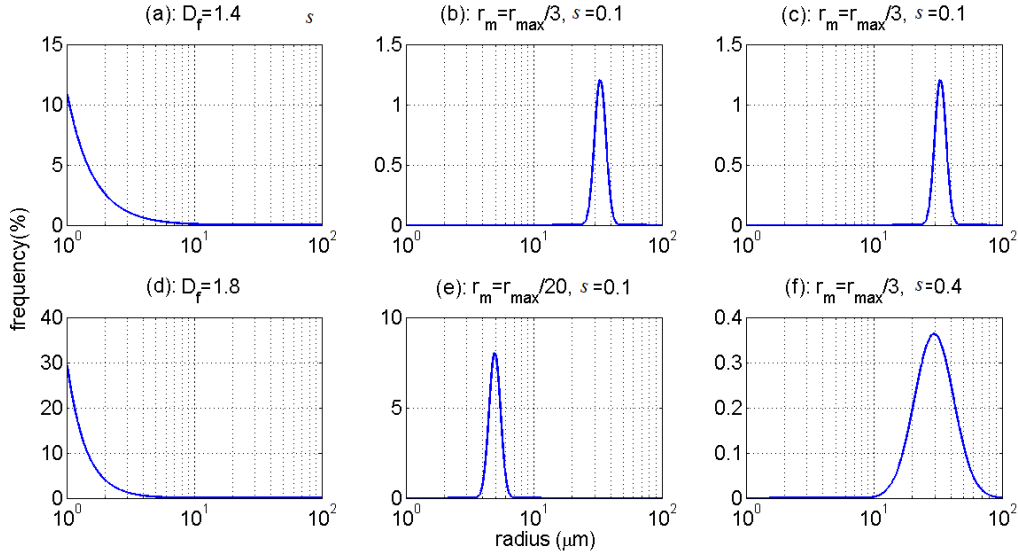 (a): D_f=1.4 s
(b): r_m=r_max/3, s=0.1
(c): r_m=r_max/3, s=0.1
15
10
5
0
10^0 10^1 10^2
1.5
1
0.5
0
10^0 10^1 10^2
1.5
1
0.5
0
10^0 10^1 10^2
frequency(%)
(d): D_f=1.8
(e): r_m=r_max/20, s=0.1
(f): r_m=r_max/3, s=0.4
40
30
20
10
0
10^0 10^1 10^2
10
5
0
10^0 10^1 10^2
0.4
0.3
0.2
0.1
0
10^0 10^1 10^2
radius (μm)